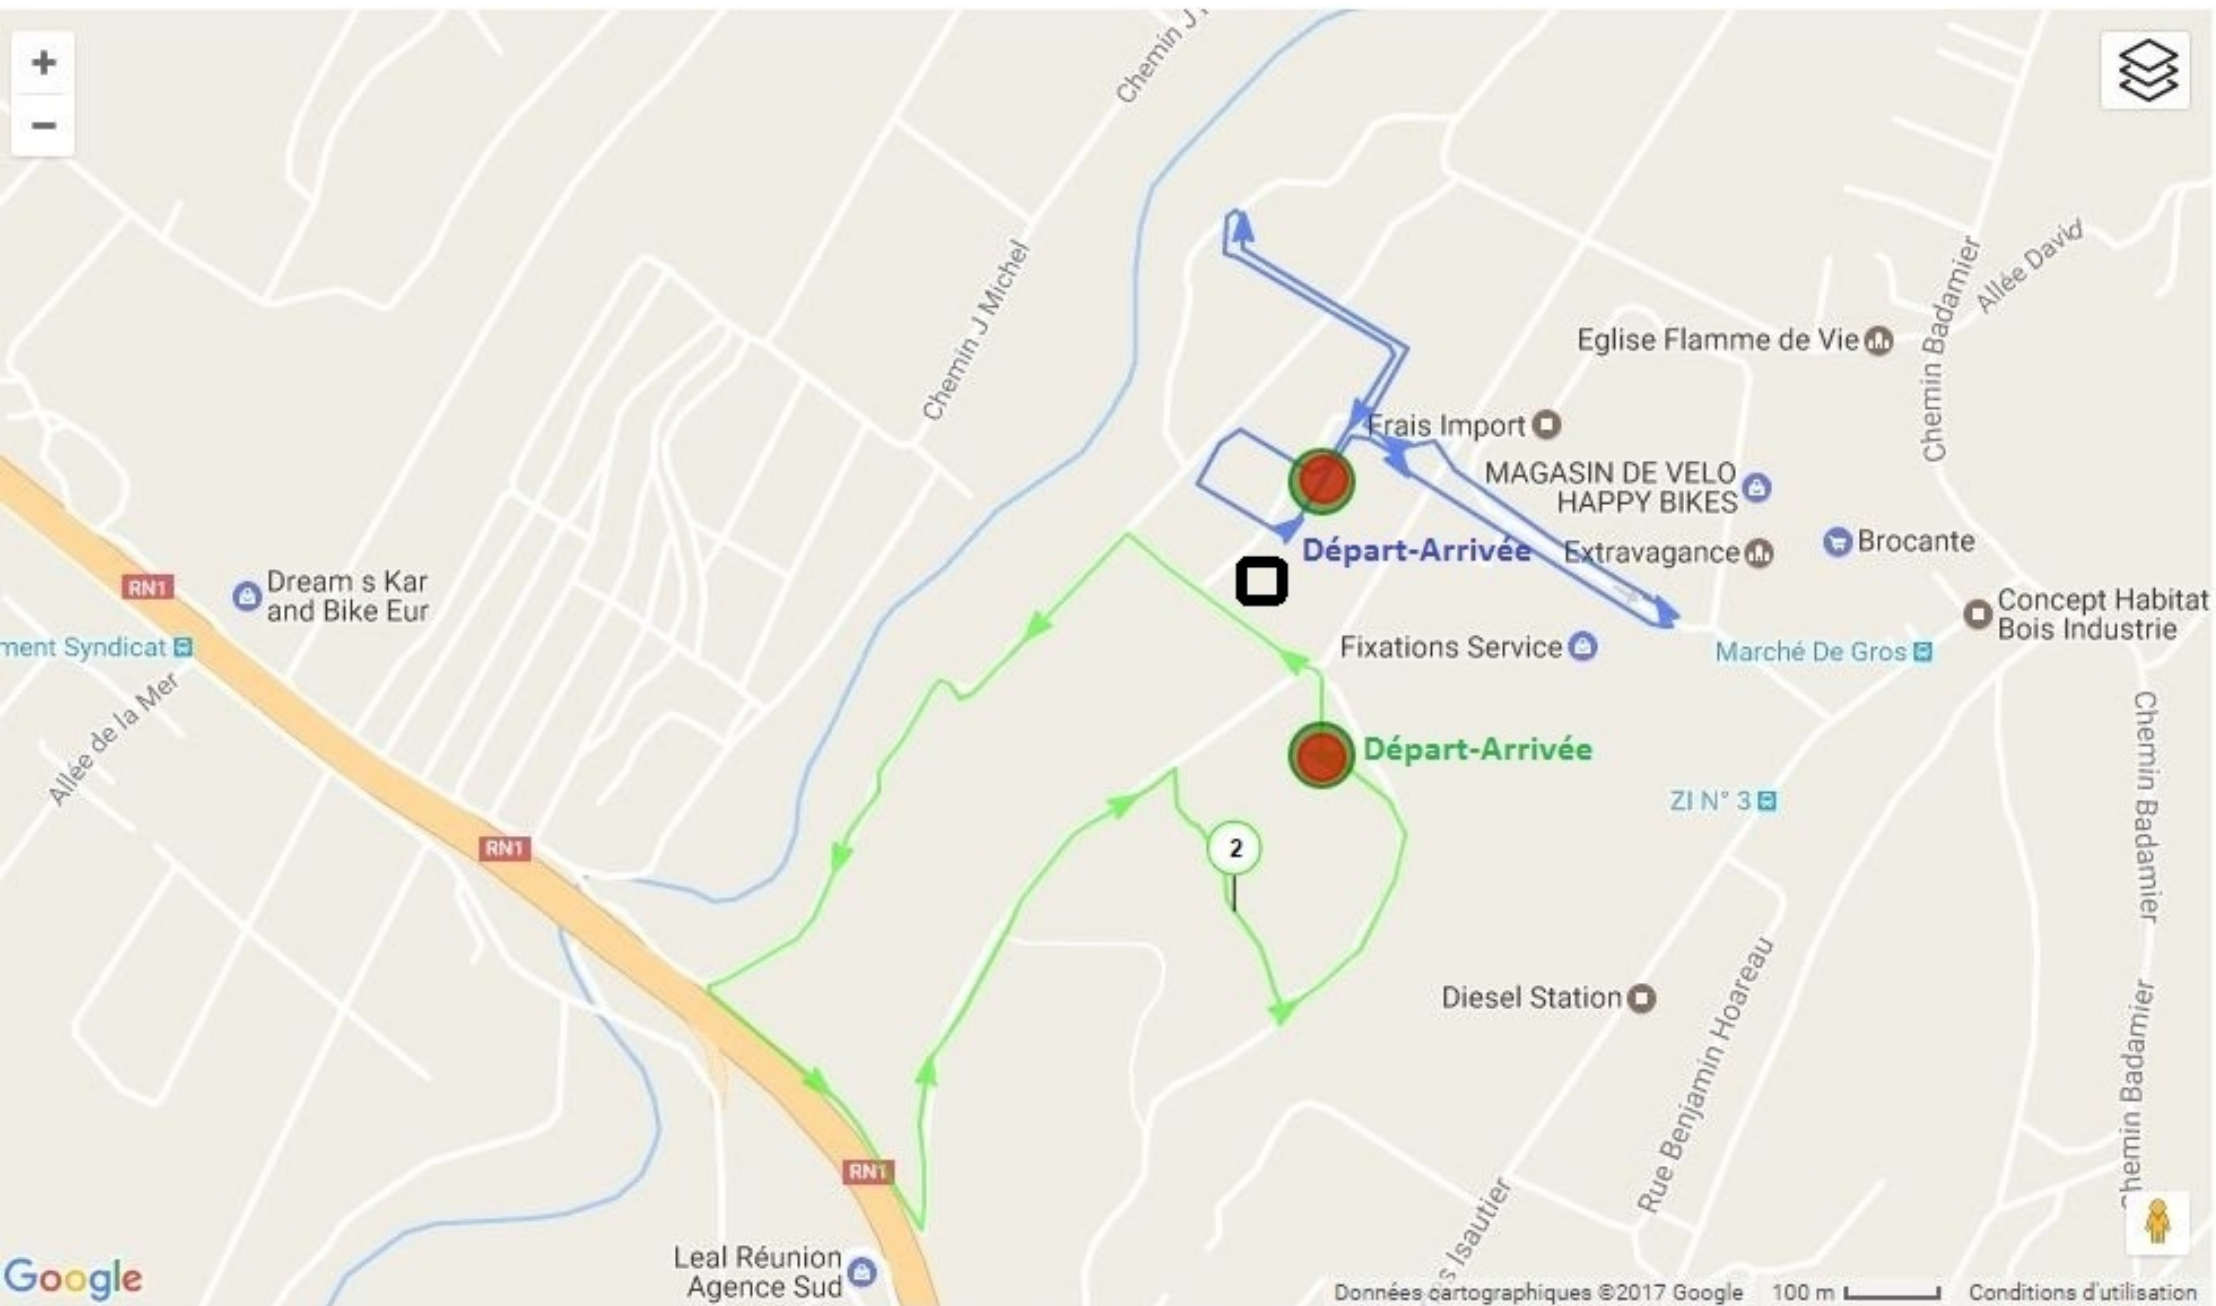 +
−
Chemin J
Chemin J Michel
Allée David
Chemin Badamier
Eglise Flamme de Vie
Frais Import
MAGASIN DE VELO
HAPPY BIKES
Départ-Arrivée
Extravagance
Brocante
RN1
Dream s Kar
and Bike Eur
Concept Habitat
Bois Industrie
ment Syndicat
Fixations Service
Marché De Gros
Allée de la Mer
Départ-Arrivée
ZI N° 3
Chemin Badamier
RN1
2
Diesel Station
Rue Benjamin Hoareau
RN1
s Isautier
Leal Réunion
Agence Sud
Google
Données cartographiques ©2017 Google
100 m
Conditions d'utilisation